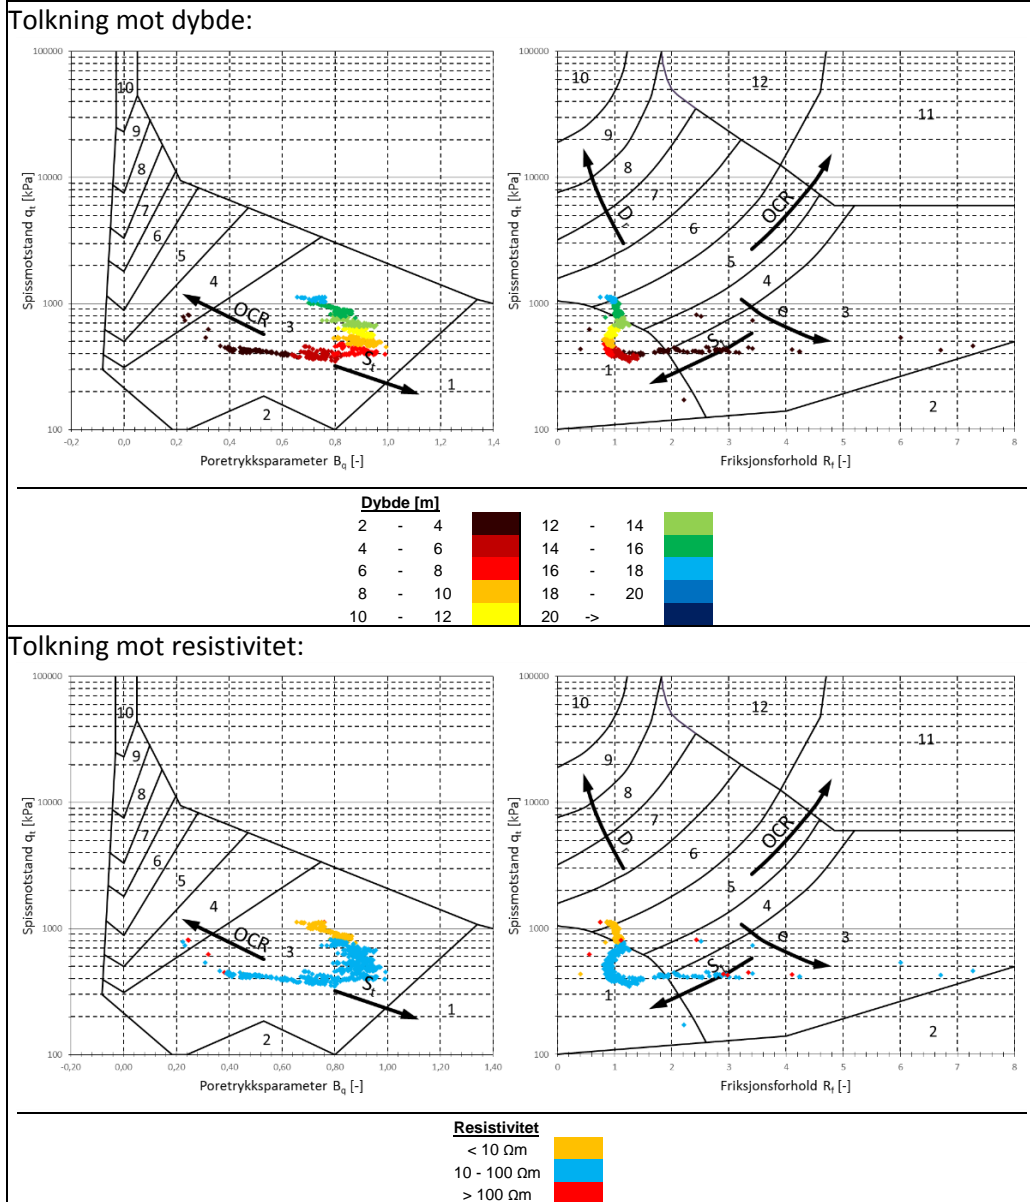 Tolkning mot dybde:
100000
10000
1000
100
Spissmotstand qt [kPa]
10
9
8
7
6
5
4
3
2
1
OCR
St
-0,2 0,0 0,2 0,4 0,6 0,8 1,0 1,2 1,4
Poretrykksparameter Bq [-]
100000
10000
1000
100
Spissmotstand qt [kPa]
10
9
8
7
6
5
4
3
2
1
12
11
Dr
OCR
e
St
0 1 2 3 4 5 6 7 8
Friksjonsforhold Rf [-]
Dybde [m]
2 - 4 12 - 14
4 - 6 14 - 16
6 - 8 16 - 18
8 - 10 18 - 20
10 - 12 20 ->
Tolkning mot resistivitet:
100000
10000
1000
100
Spissmotstand qt [kPa]
10
9
8
7
6
5
4
3
2
1
OCR
St
-0,20 0,00 0,20 0,40 0,60 0,80 1,00 1,20 1,40
Poretrykksparameter Bq [-]
100000
10000
1000
100
Spissmotstand qt [kPa]
10
9
8
7
6
5
4
3
2
1
12
11
Dr
OCR
e
St
0 1 2 3 4 5 6 7 8
Friksjonsforhold Rf [-]
Resistivitet
< 10 Ωm
10 - 100 Ωm
> 100 Ωm